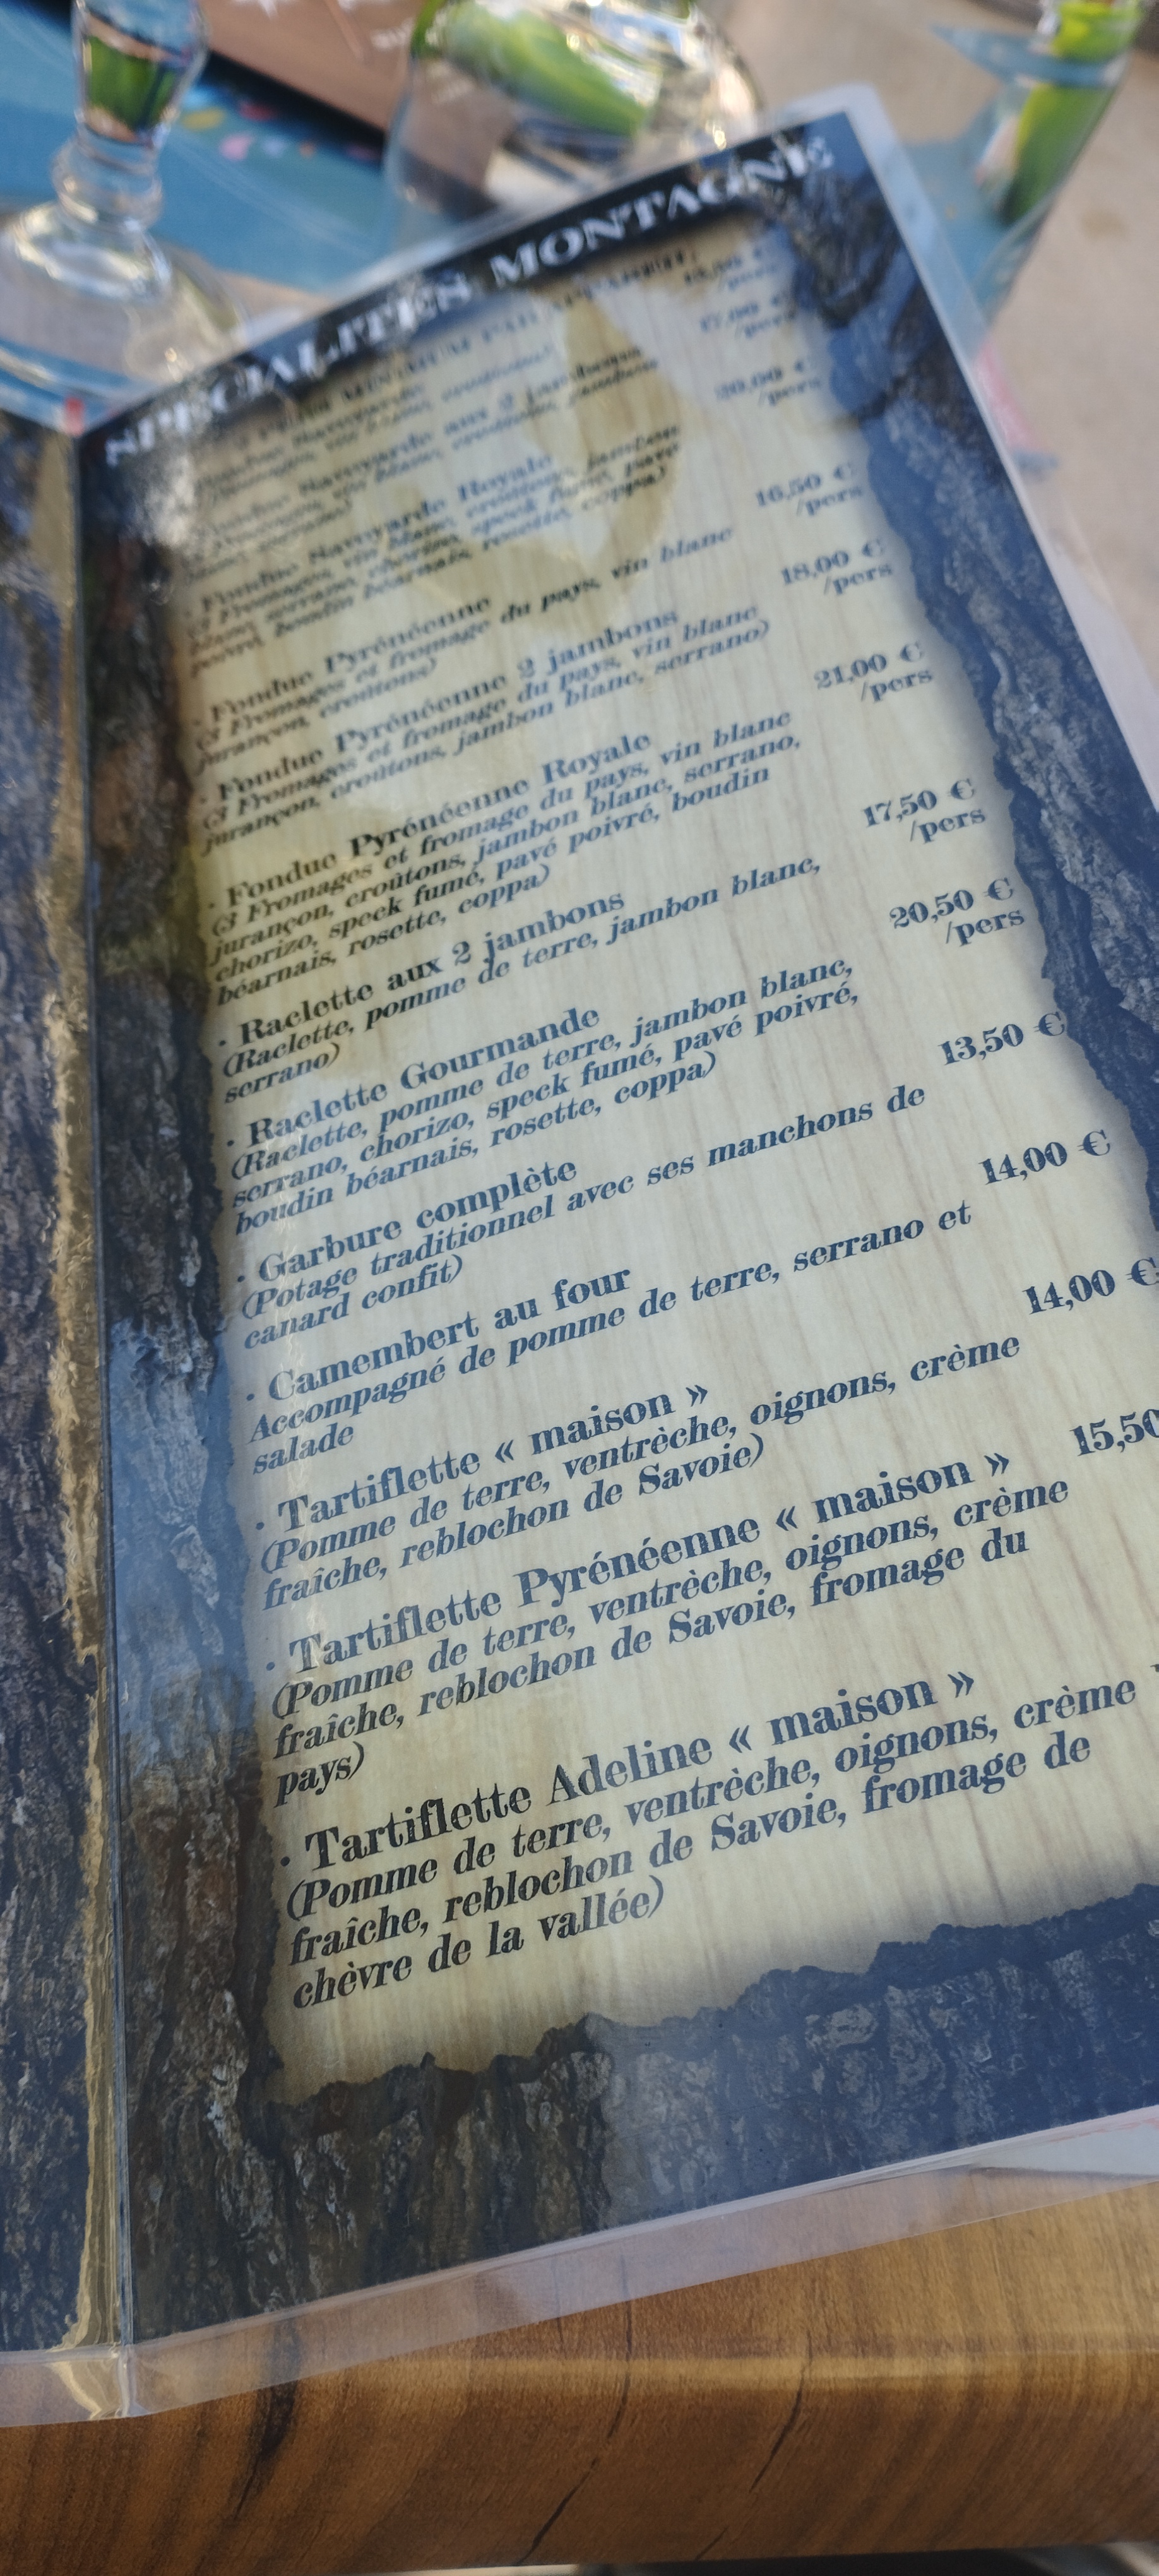 SPECIALITES MONTAGNE
Savoyarde
Savoyarde aux 2 jambons
20,00 €
/pers
· Fondue Savoyarde Royale
16,50 €
/pers
· Fondue Pyrénéenne
(3 Fromages et fromage du pays, vin blanc
jurançon, croûtons)
18,00 €
/pers
· Fondue Pyrénéenne 2 jambons
(3 Fromages et fromage du pays, vin blanc
jurançon, croûtons, jambon blanc, serrano)
21,00 €
/pers
· Fondue Pyrénéenne Royale
(3 Fromages et fromage du pays, vin blanc
jurançon, croûtons, jambon blanc, serrano,
chorizo, speck fumé, pavé poivré, boudin
béarnais, rosette, coppa)
17,50 €
/pers
· Raclette aux 2 jambons
(Raclette, pomme de terre, jambon blanc,
serrano)
20,50 €
/pers
· Raclette Gourmande
(Raclette, pomme de terre, jambon blanc,
serrano, chorizo, speck fumé, pavé poivré,
boudin béarnais, rosette, coppa)
· Garbure complète 13,50 €
(Potage traditionnel avec ses manchons de
canard confit)
· Camembert au four 14,00 €
Accompagné de pomme de terre, serrano et
salade
· Tartiflette « maison » 14,00 €
(Pomme de terre, ventrèche, oignons, crème
fraîche, reblochon de Savoie)
· Tartiflette Pyrénéenne « maison » 15,50
(Pomme de terre, ventrèche, oignons, crème
fraîche, reblochon de Savoie, fromage du
pays)
· Tartiflette Adeline « maison »
(Pomme de terre, ventrèche, oignons, crème
fraîche, reblochon de Savoie, fromage de
chèvre de la vallée)